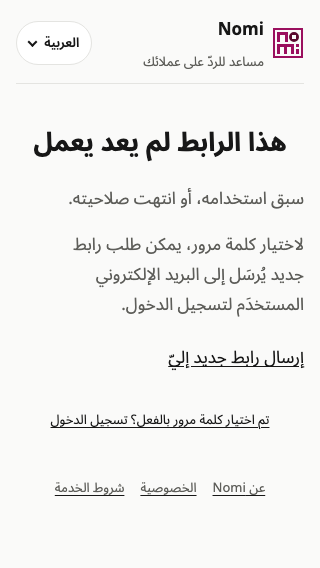 Nomi
مساعد للردّ على عملائك
العربية
هذا الرابط لم يعد يعمل
سبق استخدامه، أو انتهت صلاحيته.
لاختيار كلمة مرور، يمكن طلب رابط
جديد يُرسَل إلى البريد الإلكتروني
المستخدَم لتسجيل الدخول.
إرسال رابط جديد إليّ
تم اختيار كلمة مرور بالفعل؟ تسجيل الدخول
عن Nomi الخصوصية شروط الخدمة